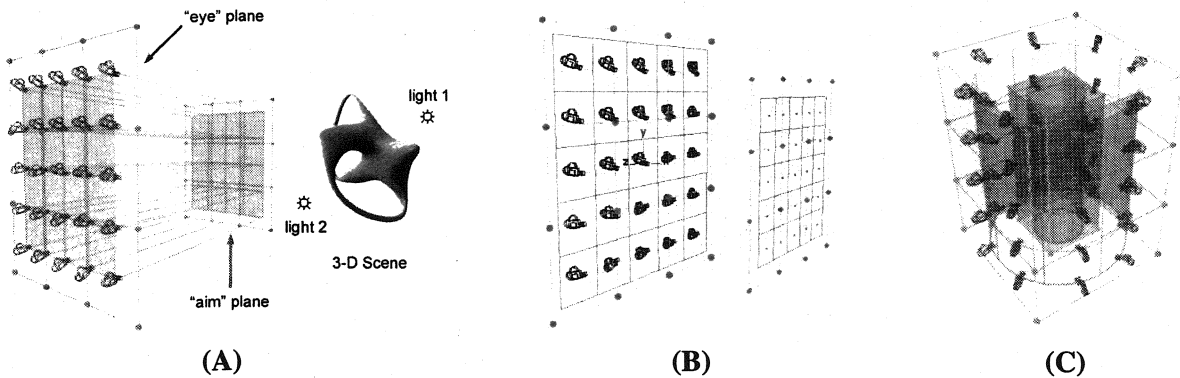 "eye" plane
light 1
light 2
3-D Scene
"aim" plane
y
z
(A)
(B)
(C)